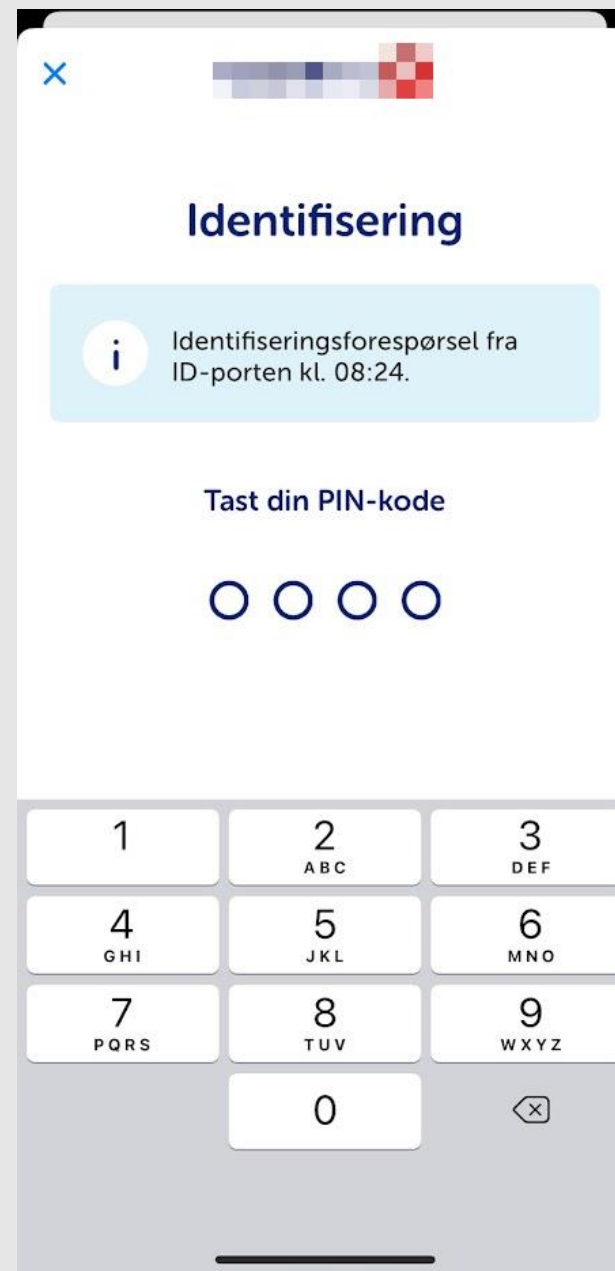 Identifisering
i
Identifiseringsforespørsel fra
ID-porten kl. 08:24.
Tast din PIN-kode
1
2
ABC
3
DEF
4
GHI
5
JKL
6
MNO
7
PQRS
8
TUV
9
WXYZ
0